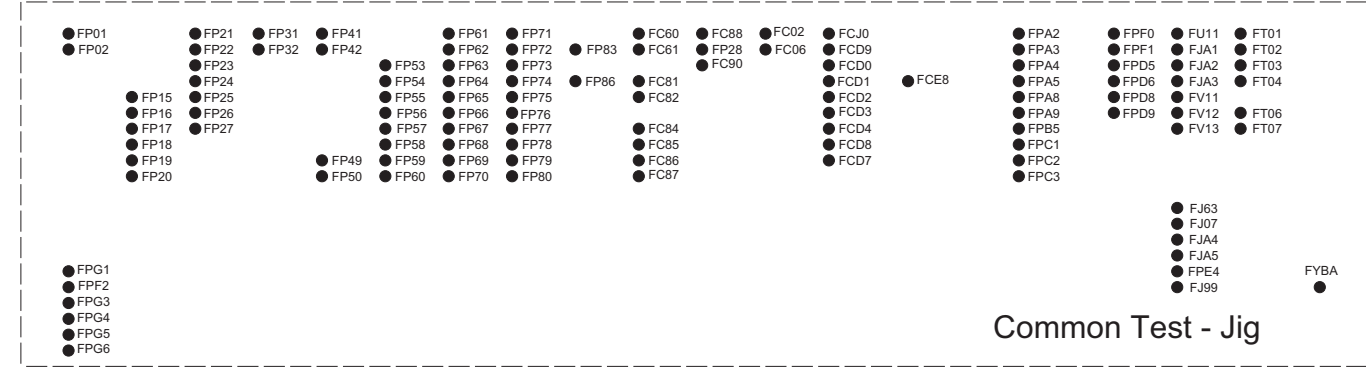 FP01 FP21 FP31 FP41 FP61 FP71 FC60 FC88 FC02 FCJ0 FPA2 FPF0 FU11 FT01
FP02 FP22 FP32 FP42 FP62 FP72 FP83 FC61 FP28 FC06 FCD9 FPA3 FPF1 FJA1 FT02
FP23 FP53 FP63 FP73 FC90 FCD0 FPA4 FPD5 FJA2 FT03
FP24 FP54 FP64 FP74 FP86 FC81 FCD1 FCE8 FPA5 FPD6 FJA3 FT04
FP15 FP25 FP55 FP65 FP75 FC82 FCD2 FPA8 FPD8 FV11
FP16 FP26 FP56 FP66 FP76 FCD3 FPA9 FPD9 FV12 FT06
FP17 FP27 FP57 FP67 FP77 FC84 FCD4 FPB5 FV13 FT07
FP18 FP58 FP68 FP78 FC85 FCD8 FPC1
FP19 FP49 FP59 FP69 FP79 FC86 FCD7 FPC2
FP20 FP50 FP60 FP70 FP80 FC87 FPC3
FJ63
FJ07
FJA4
FJA5
FPG1 FPE4 FYBA
FPF2 FJ99
FPG3
FPG4
FPG5
FPG6
Common Test - Jig